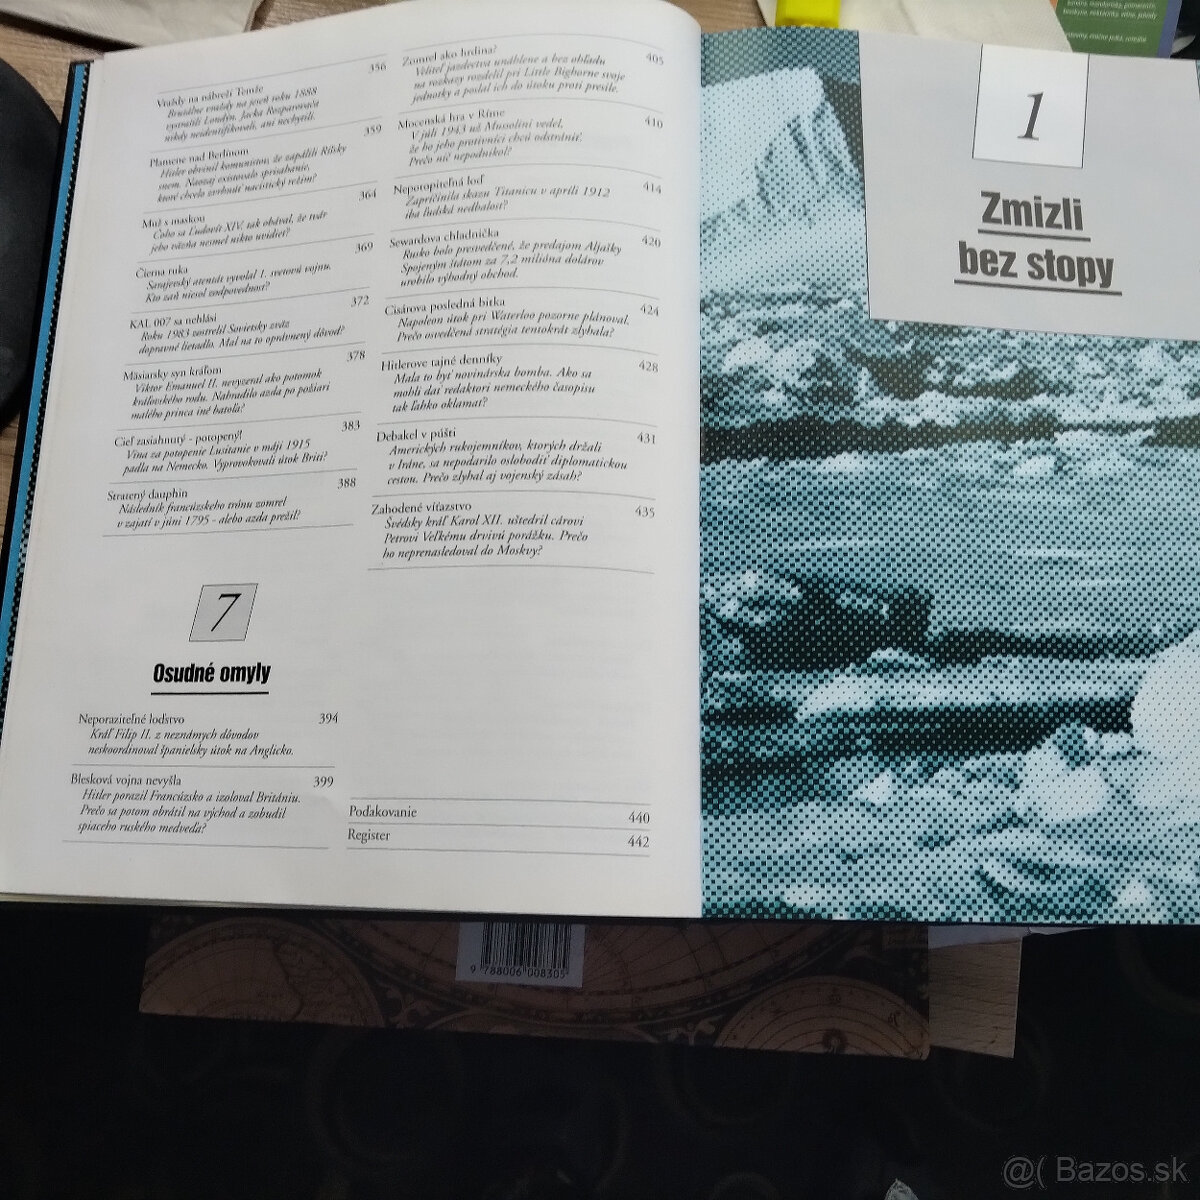 Vraždy na nábreží Temže 356
Brutálne vraždy na jeseň roku 1888
vystrašili Londýn. Jacka Rozparovača
nikdy neidentifikovali, ani nechytili.
Plamene nad Berlínom 359
Hitler obvinil komunistov, že zapálili Ríšsky
snem. Naozaj existovalo sprisahanie,
ktoré chcelo zvrhnúť nacistický režim?
Muž s maskou 364
Čoho sa Ľudovít XIV. tak obával, že tvár
jeho väzňa nesmel nikto uvidieť?
Čierna ruka 369
Sarajevský atentát vyvolal 1. svetovú vojnu.
Kto zaň niesol zodpovednosť?
KAL 007 sa nehlási 372
Roku 1983 zostrelil Sovietsky zväz
dopravné lietadlo. Mal na to oprávnený dôvod?
Mäsiarsky syn kráľom 378
Viktor Emanuel II. nevyzeral ako potomok
kráľovského rodu. Nahradilo azda po požiari
malého princa iné batoľa?
Cieľ zasiahnutý - potopený! 383
Vina za potopenie Lusitanie v máji 1915
padla na Nemecko. Vyprovokovali útok Briti?
Stratený dauphin 388
Následník francúzskeho trónu zomrel
v zajatí v júni 1795 - alebo azda prežil?
7
Osudné omyly
Neporaziteľné loďstvo 394
Kráľ Filip II. z neznámych dôvodov
neskoordinoval španielsky útok na Anglicko.
Blesková vojna nevyšla 399
Hitler porazil Francúzsko a izoloval Britániu.
Prečo sa potom obrátil na východ a zobudil
spiaceho ruského medveďa?
Zomrel ako hrdina? 405
Veliteľ jazdectva unáhlene a bez ohľadu
na rozkazy rozdelil pri Little Bighorne svoje
jednotky a poslal ich do útoku proti presile.
Mocenská hra v Ríme 410
V júli 1943 už Mussolini vedel,
že ho jeho protivníci chcú odstrániť.
Prečo nič nepodnikol?
Nepotopiteľná loď 414
Zapríčinila skazu Titanicu v apríli 1912
iba ľudská nedbalosť?
Sewardova chladnička 420
Rusko bolo presvedčené, že predajom Aljašky
Spojeným štátom za 7,2 milióna dolárov
urobilo výhodný obchod.
Cisárova posledná bitka 424
Napoleon útok pri Waterloo pozorne plánoval.
Prečo osvedčená stratégia tentokrát zlyhala?
Hitlerove tajné denníky 428
Mala to byť novinárska bomba. Ako sa
mohli dať redaktori nemeckého časopisu
tak ľahko oklamať?
Debakel v púšti 431
Amerických rukojemníkov, ktorých držali
v Iráne, sa nepodarilo oslobodiť diplomatickou
cestou. Prečo zlyhal aj vojenský zásah?
Zahodené víťazstvo 435
Švédsky kráľ Karol XII. uštedril cárovi
Petrovi Veľkému drvivú porážku. Prečo
ho neprenasledoval do Moskvy?
Poďakovanie 440
Register 442
1
Zmizli
bez stopy
9 788006 008305
@( Bazos.sk